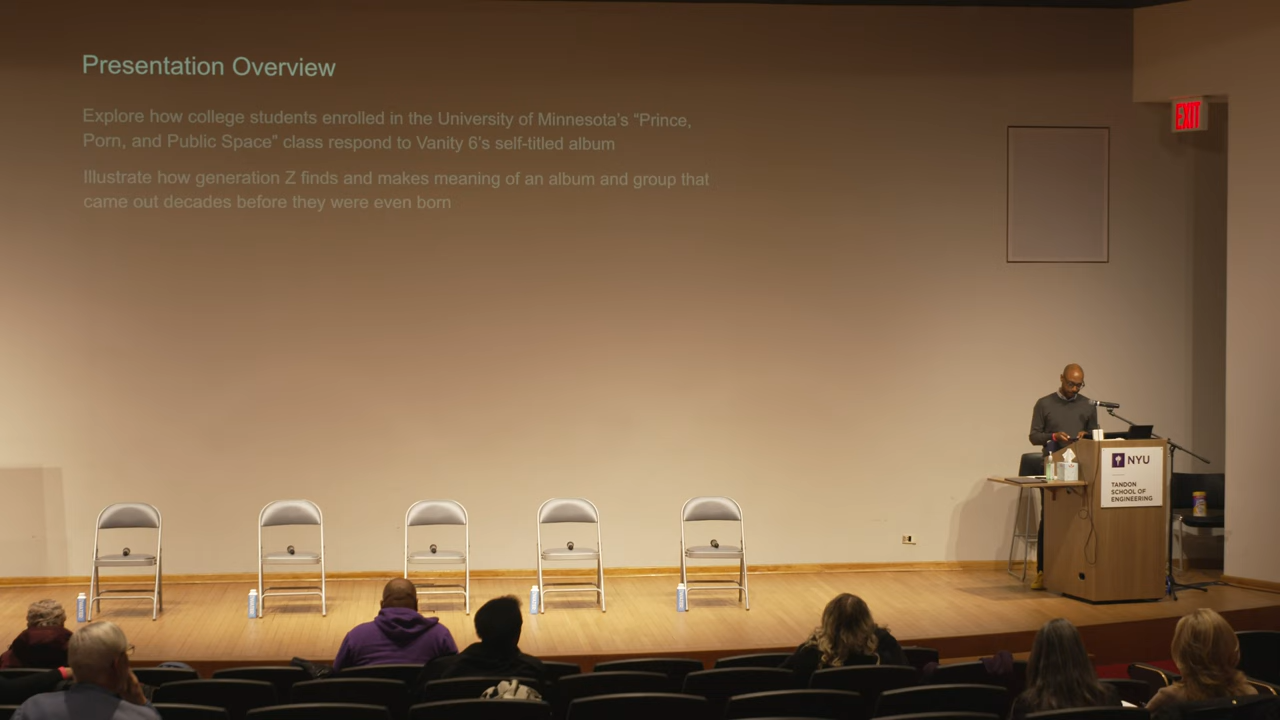 Presentation Overview
Explore how college students enrolled in the University of Minnesota's “Prince,
Porn, and Public Space” class respond to Vanity 6's self-titled album
Illustrate how generation Z finds and makes meaning of an album and group that
came out decades before they were even born
EXIT
NYU
TANDON
SCHOOL OF
ENGINEERING